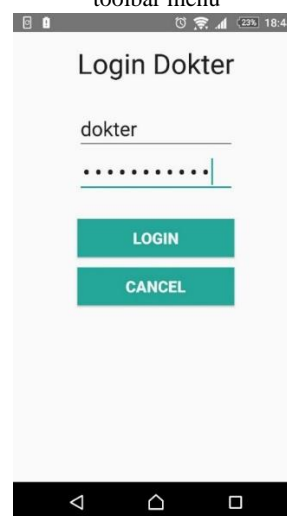 toolbar menu
23% 18:4
Login Dokter
dokter
•••••••••••
LOGIN
CANCEL